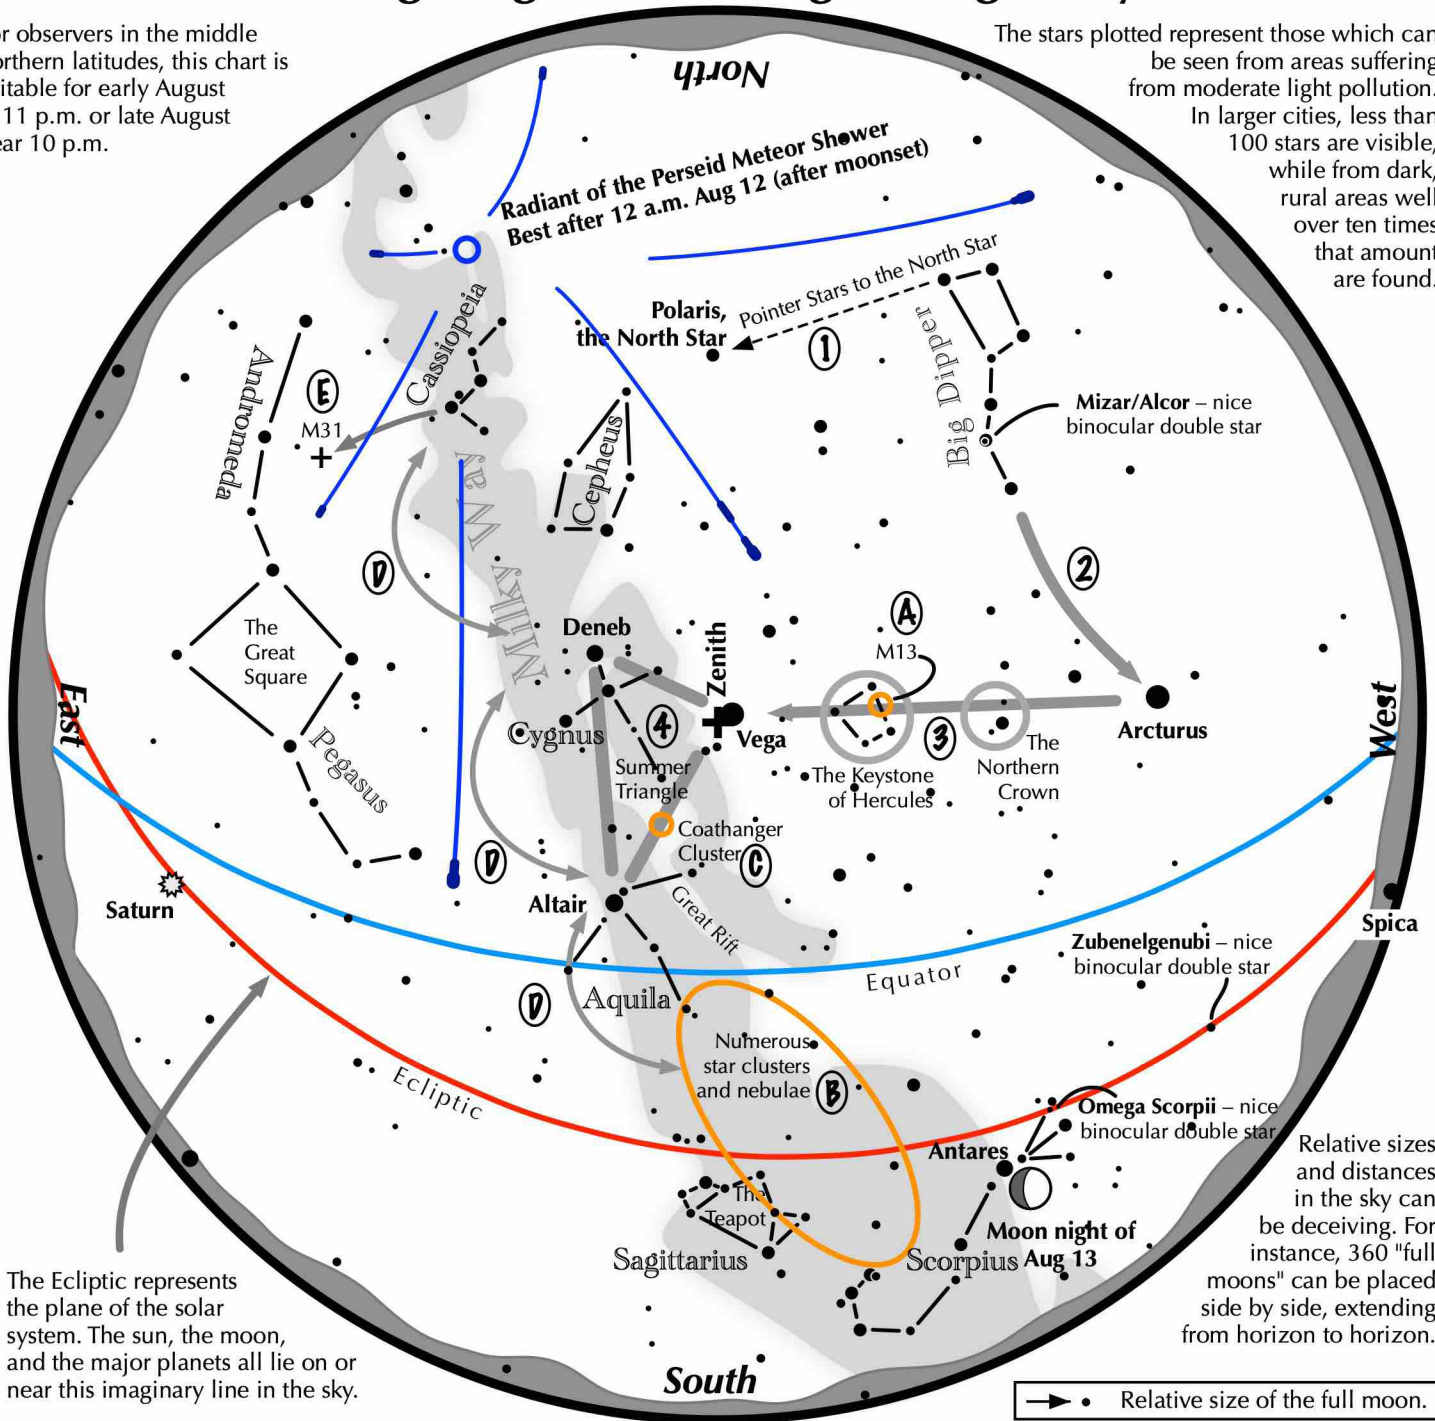 or observers in the middle
orthern latitudes, this chart is
itable for early August
11 p.m. or late August
ear 10 p.m.
The stars plotted represent those which can
be seen from areas suffering
from moderate light pollution.
In larger cities, less than
100 stars are visible,
while from dark,
rural areas well
over ten times
that amount
are found.
North
Radiant of the Perseid Meteor Shower
Best after 12 a.m. Aug 12 (after moonset)
Pointer Stars to the North Star
Polaris,
the North Star
1
Cassiopeia
Big Dipper
Andromeda
E
M31
Mizar/Alcor – nice
binocular double star
Cepheus
Milky Way
D
2
The
Great
Square
Deneb
Zenith
A
M13
East
West
Pegasus
Cygnus
4
Vega
3
Arcturus
Summer
Triangle
The Keystone
of Hercules
The
Northern
Crown
Coathanger
Cluster
C
D
Saturn
Altair
Great Rift
Spica
Equator
Zubenelgenubi – nice
binocular double star
D
Aquila
Numerous
star clusters
and nebulae
B
Ecliptic
Omega Scorpii – nice
binocular double star
Antares
The
Teapot
Sagittarius
Scorpius
Moon night of
Aug 13
South
The Ecliptic represents
the plane of the solar
system. The sun, the moon,
and the major planets all lie on or
near this imaginary line in the sky.
Relative sizes
and distances
in the sky can
be deceiving. For
instance, 360 "full
moons" can be placed
side by side, extending
from horizon to horizon.
Relative size of the full moon.